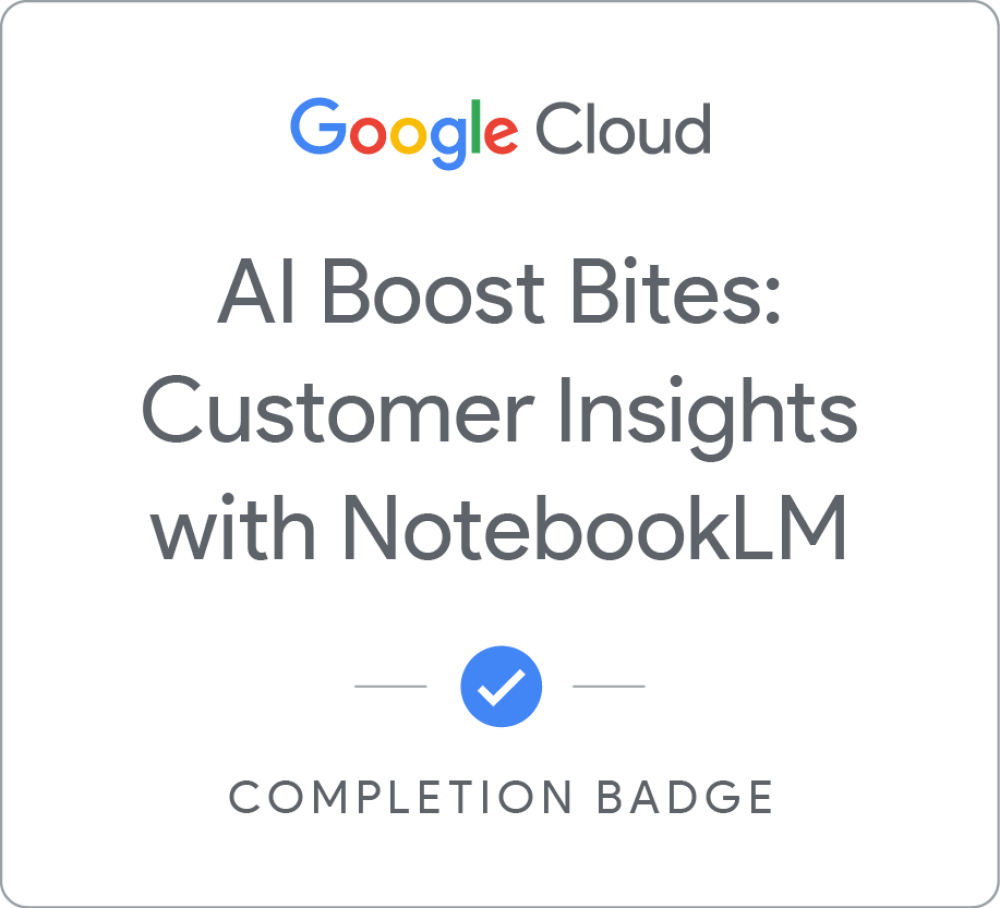 Google Cloud
AI Boost Bites:
Customer Insights
with NotebookLM
COMPLETION BADGE